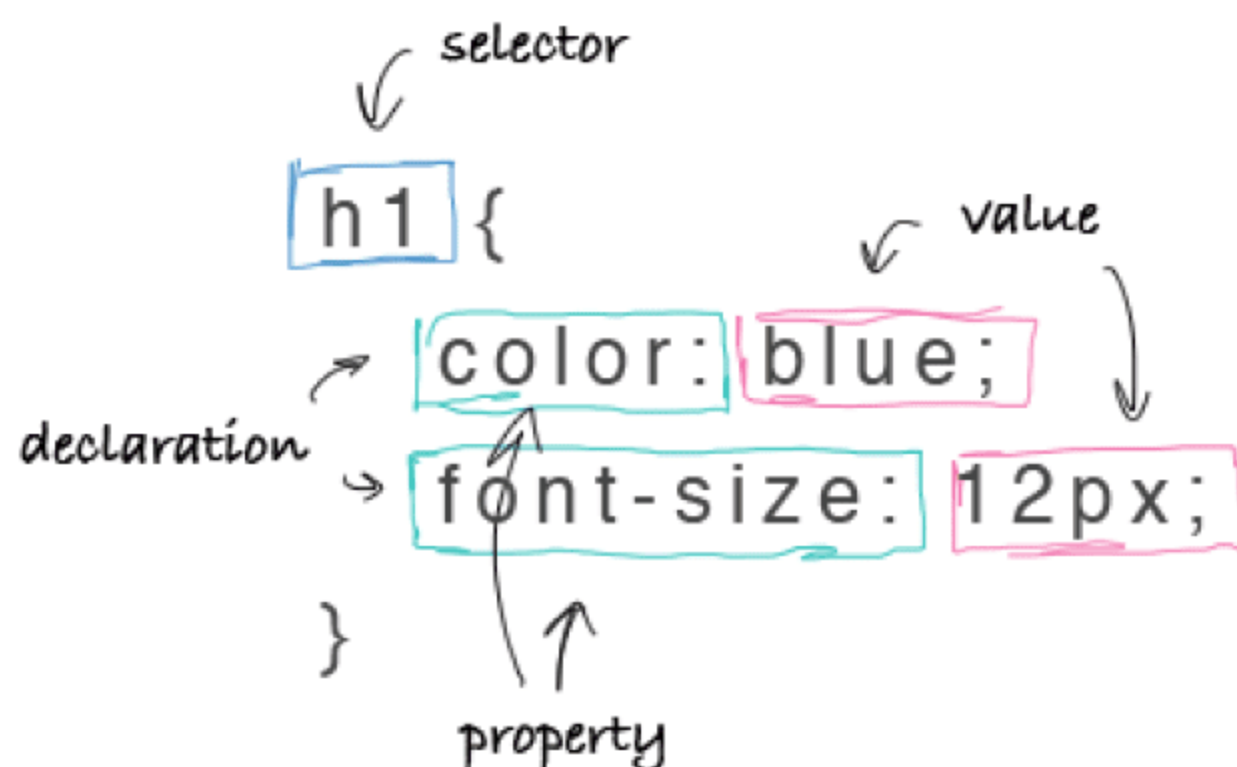 selector
h1 {
value
color: blue;
declaration
font-size: 12px;
}
property